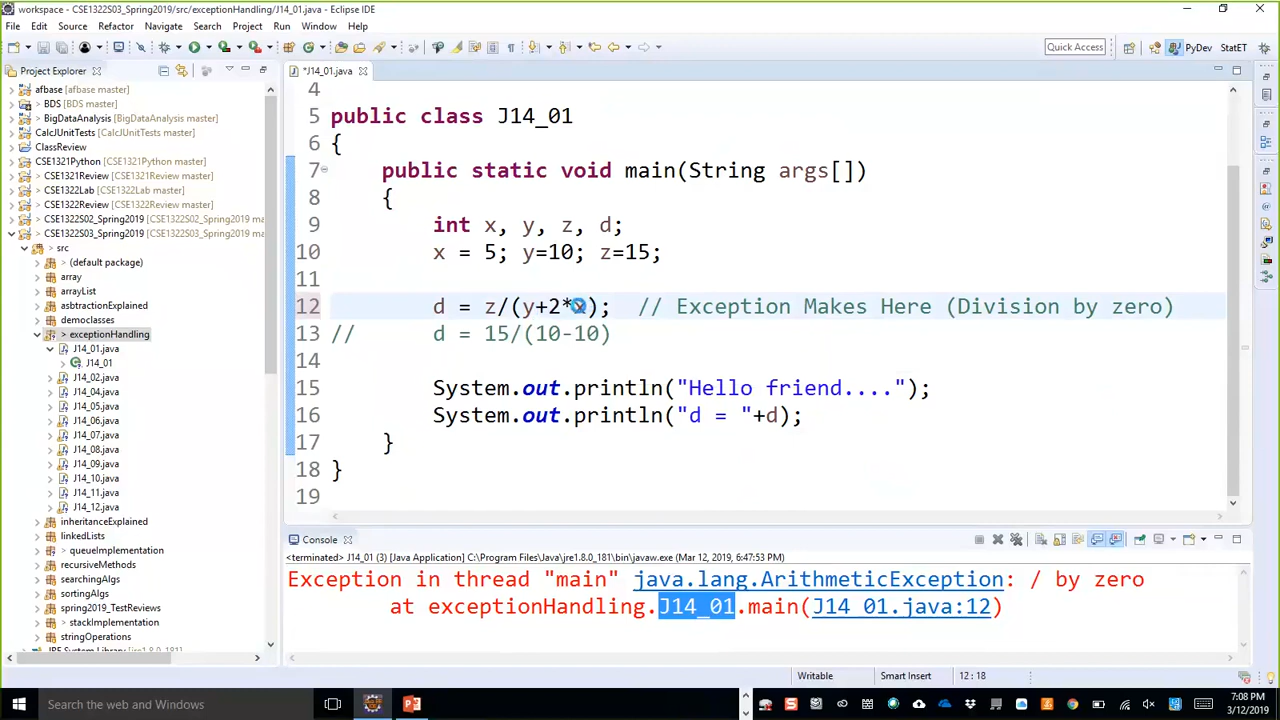 workspace - CSE1322S03_Spring2019/src/exceptionHandling/J14_01.java - Eclipse IDE
File Edit Source Refactor Navigate Search Project Run Window Help
Quick Access
PyDev
StatET
Project Explorer
*J14_01.java
afbase [afbase master]
> BDS [BDS master]
> BigDataAnalysis [BigDataAnalysis master]
CalcJUnitTests [CalcJUnitTests master]
ClassReview
CSE1321Python [CSE1321Python master]
> CSE1321Review [CSE1321Review master]
> CSE1322Lab [CSE1322Lab master]
> CSE1322Review [CSE1322Review master]
> CSE1322S02_Spring2019 [CSE1322S02_Spring2019 ma
> CSE1322S03_Spring2019 [CSE1322S03_Spring2019 ma
> src
(default package)
array
arrayList
asbtractionExplained
democlasses
> exceptionHandling
J14_01.java
J14_01
J14_02.java
J14_04.java
J14_05.java
J14_06.java
J14_07.java
J14_08.java
J14_09.java
J14_10.java
J14_11.java
J14_12.java
inheritanceExplained
linkedLists
> queueImplementation
recursiveMethods
searchingAlgs
sortingAlgs
spring2019_TestReviews
> stackImplementation
stringOperations
JRE System Library
4
5 public class J14_01
6 {
7 public static void main(String args[])
8 {
9 int x, y, z, d;
10 x = 5; y=10; z=15;
11
12 d = z/(y+2*x); // Exception Makes Here (Division by zero)
13 // d = 15/(10-10)
14
15 System.out.println("Hello friend....");
16 System.out.println("d = "+d);
17 }
18 }
19
Console
<terminated> J14_01 (3) [Java Application] C:\Program Files\Java\jre1.8.0_181\bin\javaw.exe (Mar 12, 2019, 6:47:53 PM)
Exception in thread "main" java.lang.ArithmeticException: / by zero
at exceptionHandling.J14_01.main(J14_01.java:12)
Writable
Smart Insert
12 : 18
Search the web and Windows
7:08 PM
3/12/2019